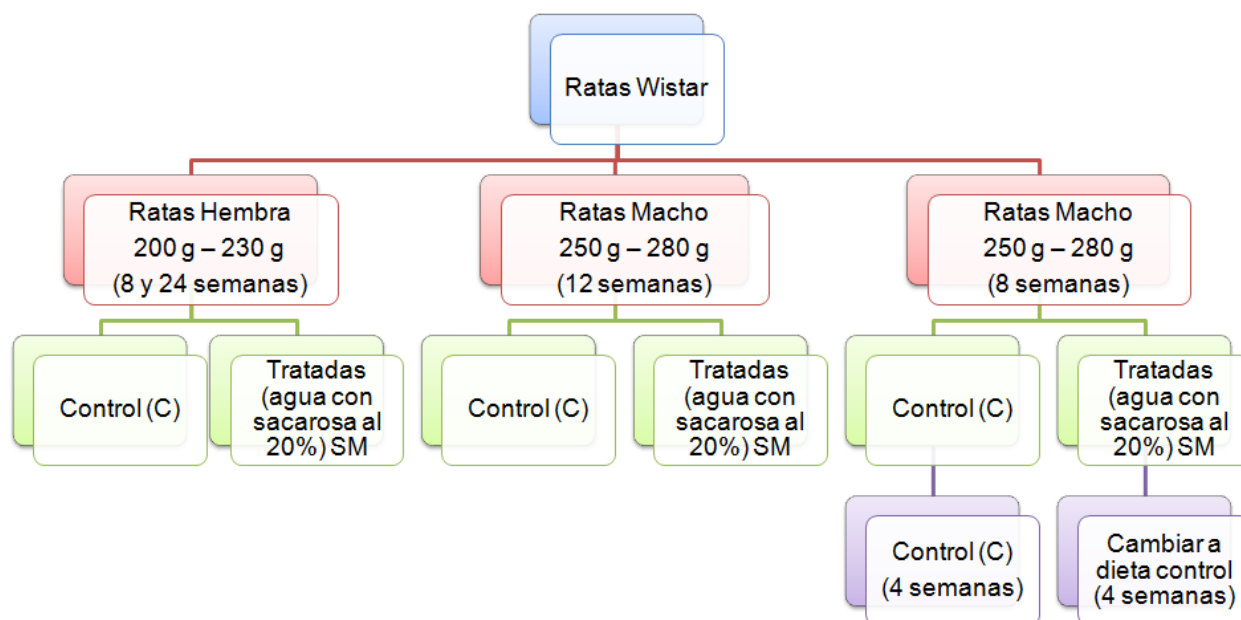 Ratas Wistar
Ratas Hembra
200 g – 230 g
(8 y 24 semanas)
Ratas Macho
250 g – 280 g
(12 semanas)
Ratas Macho
250 g – 280 g
(8 semanas)
Control (C)
Tratadas
(agua con
sacarosa al
20%) SM
Control (C)
Tratadas
(agua con
sacarosa al
20%) SM
Control (C)
Tratadas
(agua con
sacarosa al
20%) SM
Control (C)
(4 semanas)
Cambiar a
dieta control
(4 semanas)